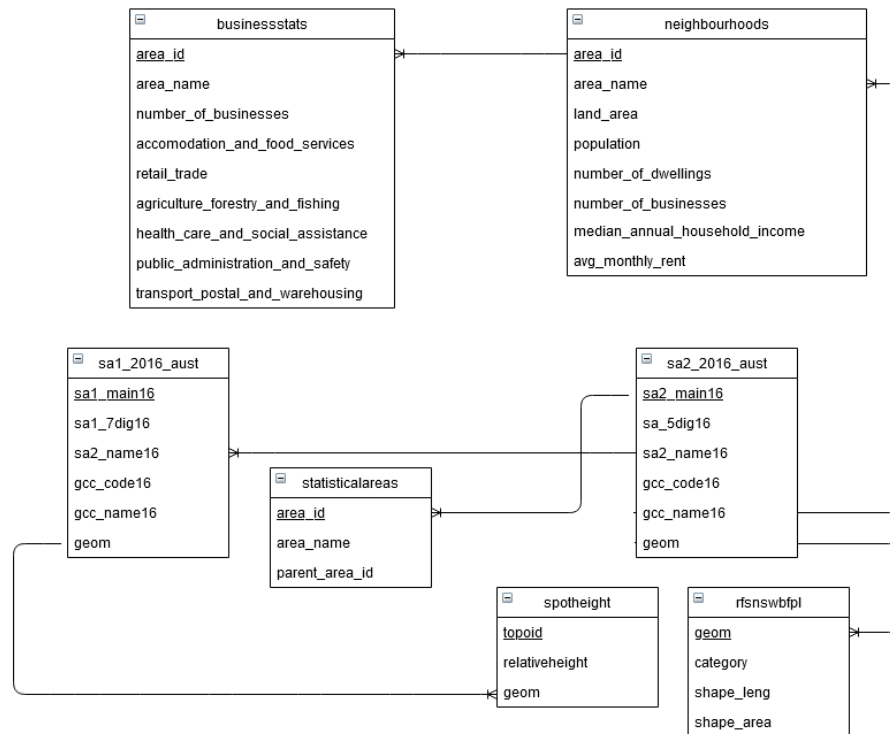 businessstats
area_id
area_name
number_of_businesses
accomodation_and_food_services
retail_trade
agriculture_forestry_and_fishing
health_care_and_social_assistance
public_administration_and_safety
transport_postal_and_warehousing
neighbourhoods
area_id
area_name
land_area
population
number_of_dwellings
number_of_businesses
median_annual_household_income
avg_monthly_rent
sa1_2016_aust
sa1_main16
sa1_7dig16
sa2_name16
gcc_code16
gcc_name16
geom
statisticalareas
area_id
area_name
parent_area_id
sa2_2016_aust
sa2_main16
sa_5dig16
sa2_name16
gcc_code16
gcc_name16
geom
spotheight
topoid
relativeheight
geom
rfsnswbfpl
geom
category
shape_leng
shape_area